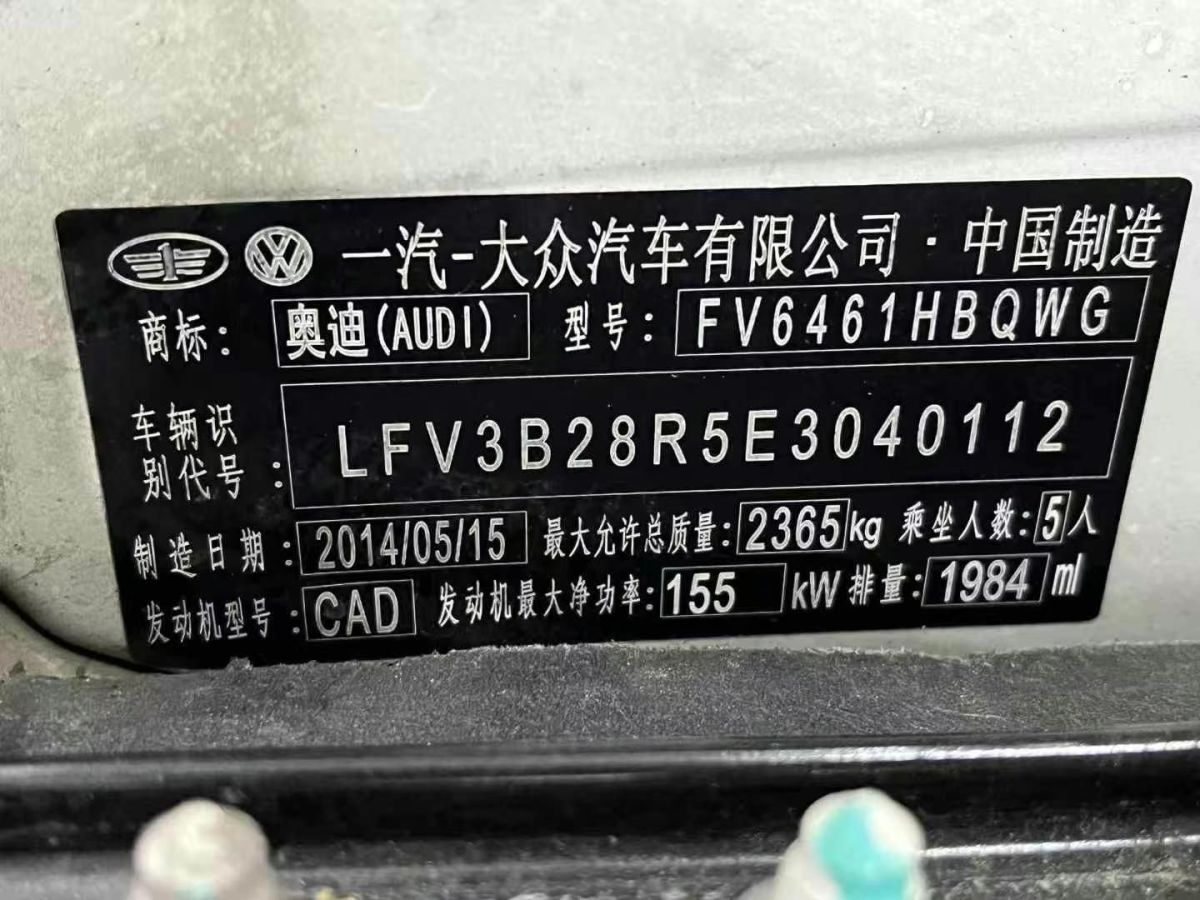 一汽-大众汽车有限公司·中国制造
商标: 奥迪(AUDI) 型号: FV6461HBQWG
车辆识
别代号: LFV3B28R5E3040112
制造日期: 2014/05/15 最大允许总质量: 2365kg 乘坐人数: 5人
发动机型号: CAD 发动机最大净功率: 155 kW 排量: 1984 ml